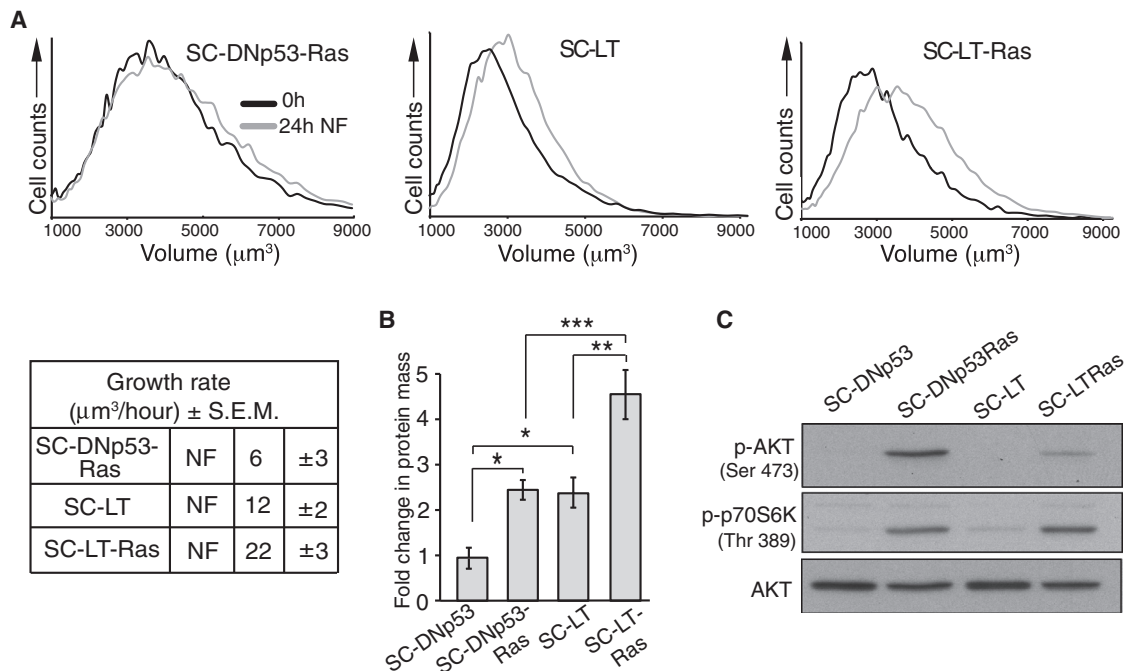 A
SC-DNp53-Ras
0h
24h NF
Cell counts
1000 3000 5000 7000 9000
Volume (μm³)
SC-LT
Cell counts
1000 3000 5000 7000 9000
Volume (μm³)
SC-LT-Ras
Cell counts
1000 3000 5000 7000 9000
Volume (μm³)
Growth rate
(μm³/hour) ± S.E.M.
SC-DNp53-
Ras
NF 6 ±3
SC-LT NF 12 ±2
SC-LT-Ras NF 22 ±3
B
Fold change in protein mass
5
4
3
2
1
0
***
**
*
*
SC-DNp53
SC-DNp53-
Ras
SC-LT
SC-LT-
Ras
C
SC-DNp53
SC-DNp53Ras
SC-LT
SC-LTRas
p-AKT
(Ser 473)
p-p70S6K
(Thr 389)
AKT